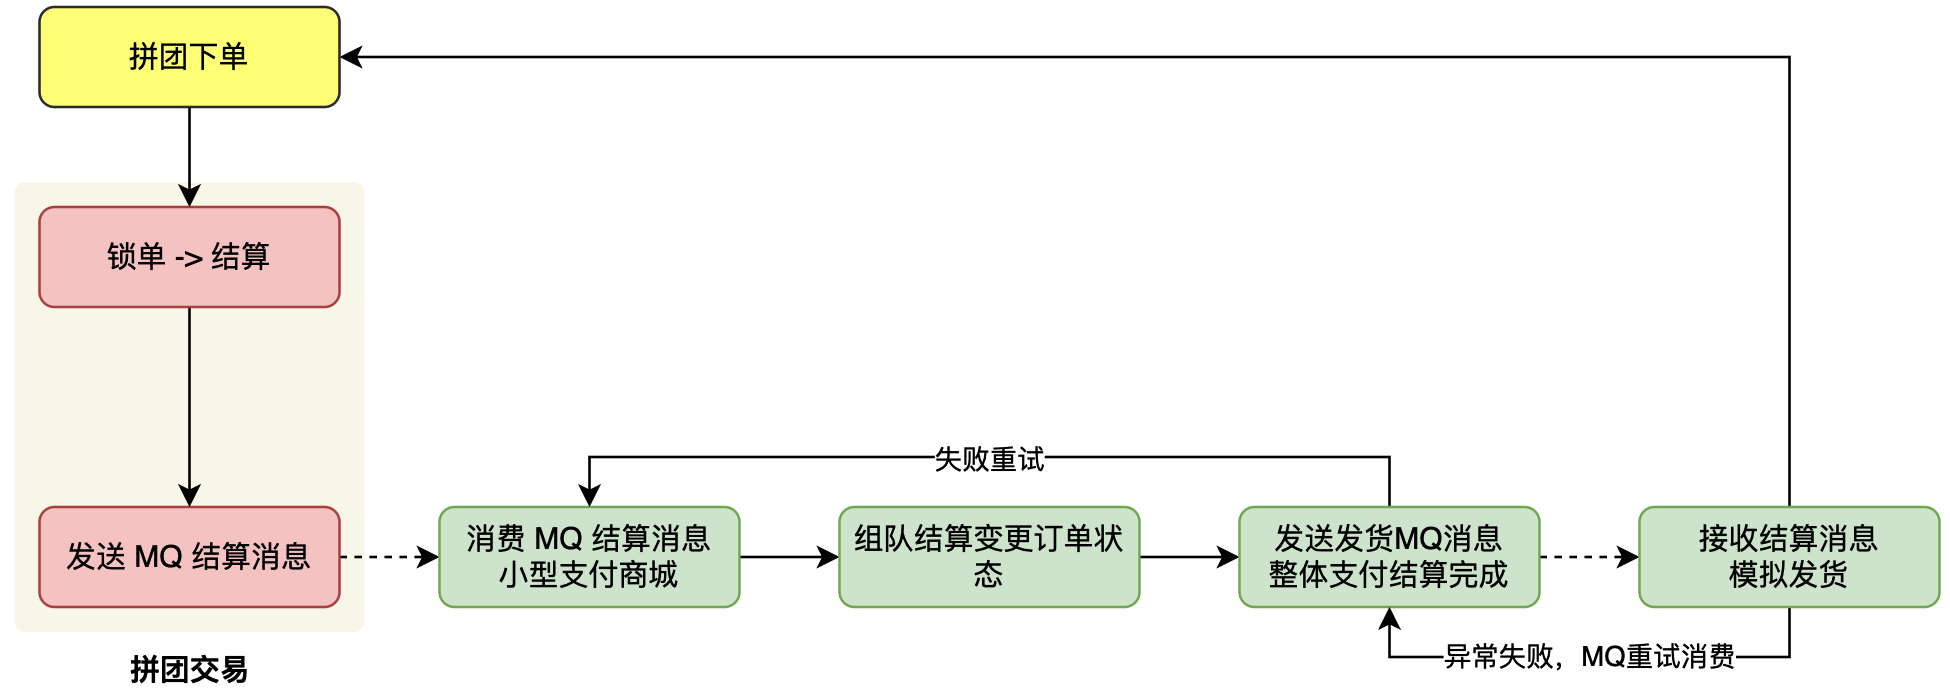 拼团下单
锁单 -> 结算
发送 MQ 结算消息
拼团交易
失败重试
消费 MQ 结算消息
小型支付商城
组队结算变更订单状
态
发送发货MQ消息
整体支付结算完成
接收结算消息
模拟发货
异常失败，MQ重试消费